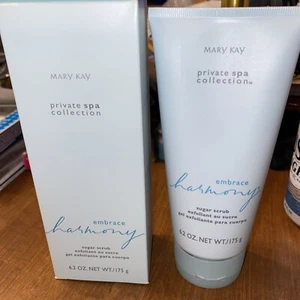 MARY KAY
private spa
collection
embrace
harmony
sugar scrub
exfoliant au sucre
gel exfoliante para cuerpo
6.2 OZ. NET WT./175 g
MARY KAY
private spa
collection™
embrace
harmony
sugar scrub
exfoliant au sucre
gel exfoliante para cuerpo
6.2 OZ. NET WT./175 g